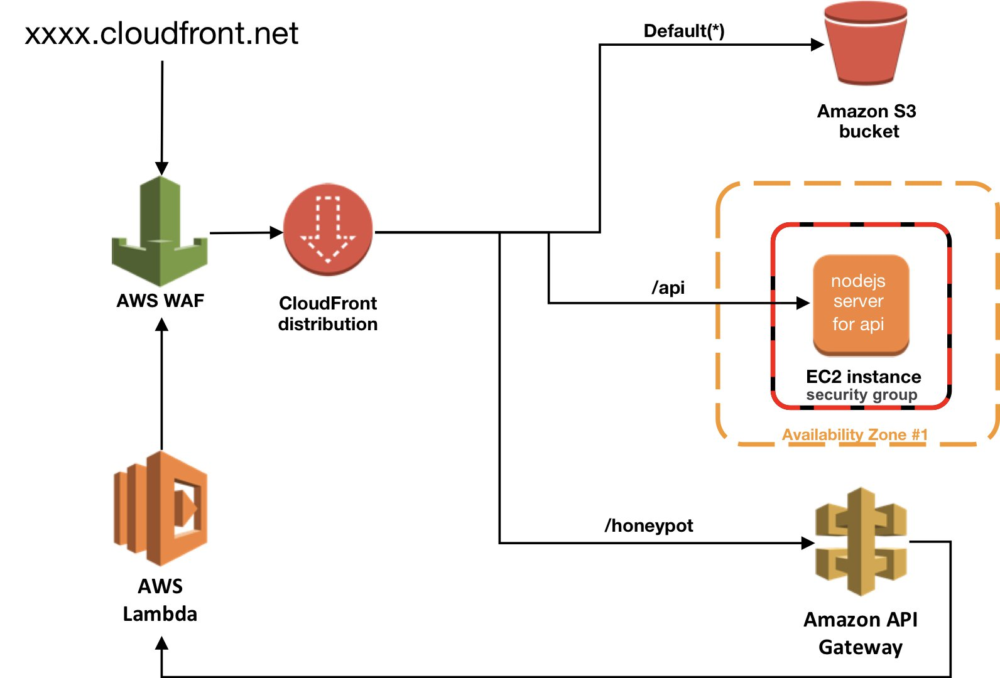 xxxx.cloudfront.net
Default(*)
Amazon S3
bucket
AWS WAF
CloudFront
distribution
/api
nodejs
server
for api
EC2 instance
security group
Availability Zone #1
/honeypot
AWS
Lambda
Amazon API
Gateway